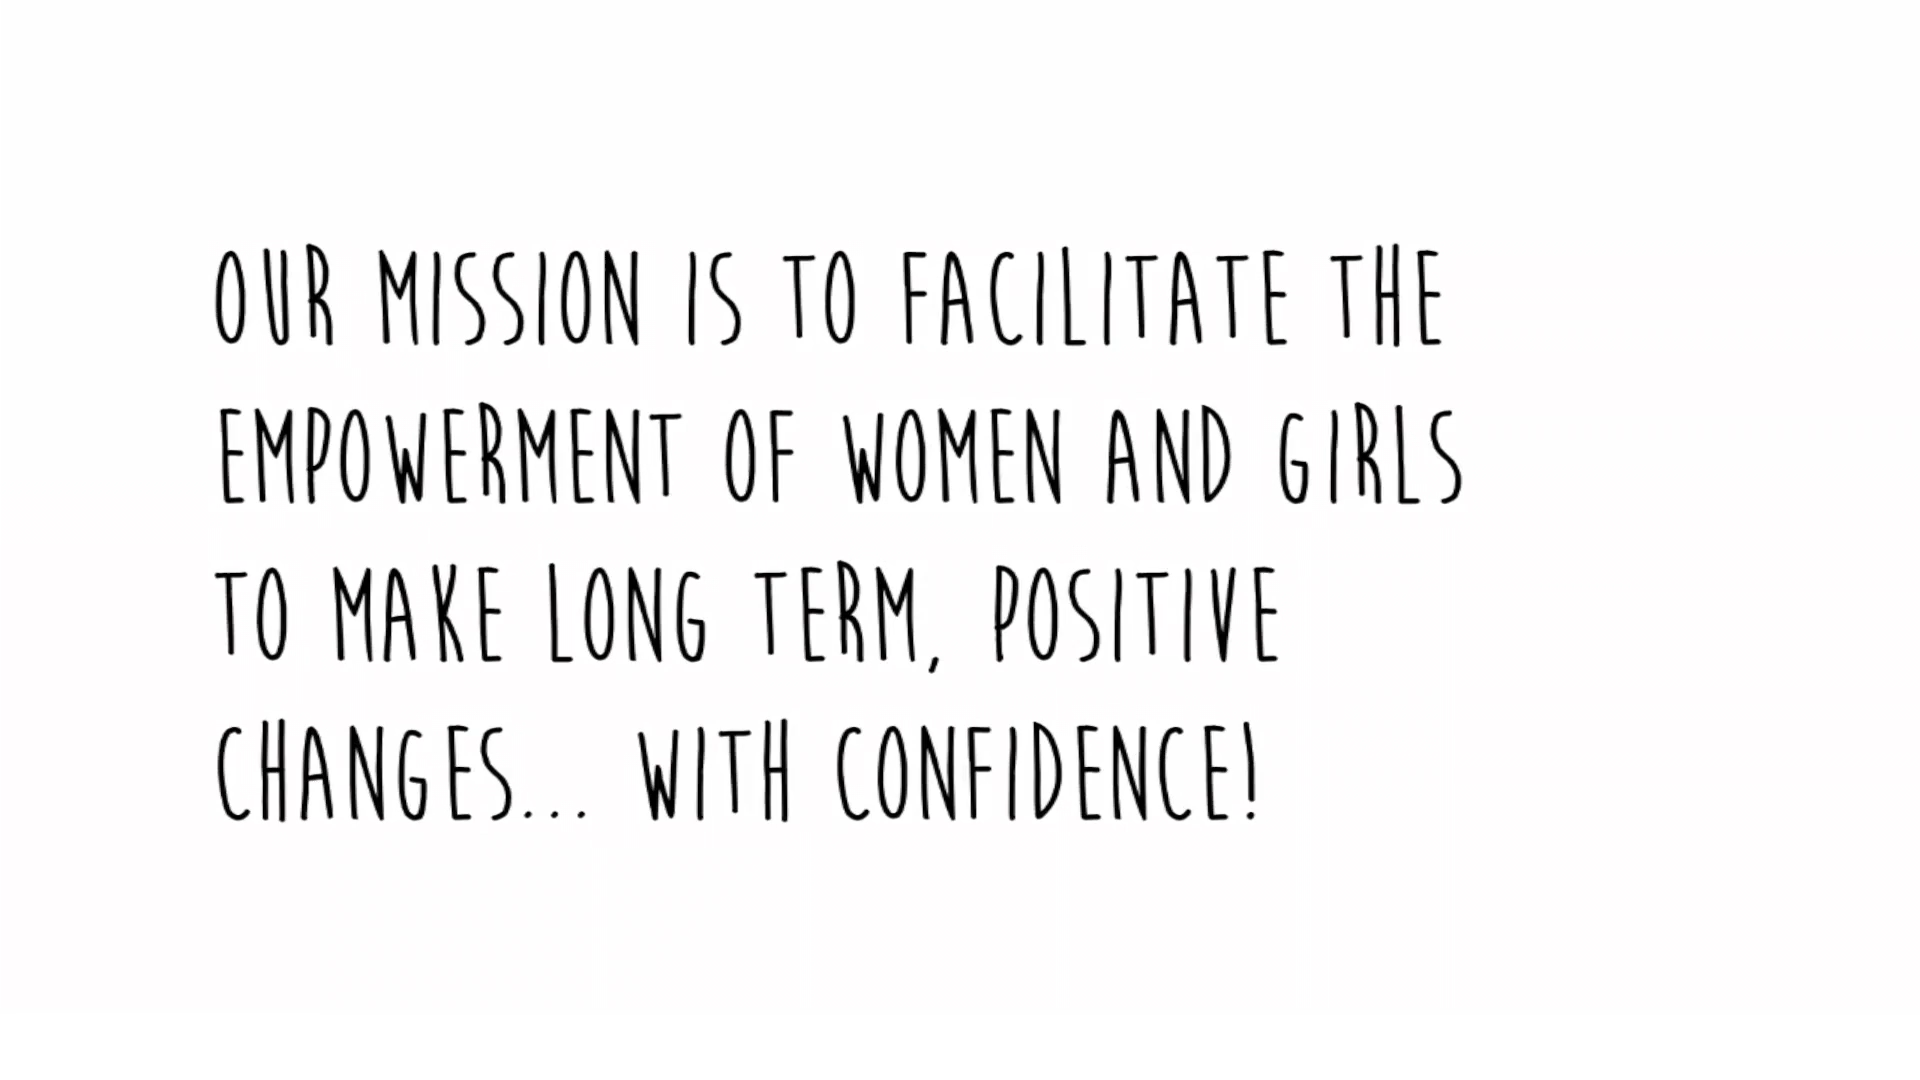 OUR MISSION IS TO FACILITATE THE
EMPOWERMENT OF WOMEN AND GIRLS
TO MAKE LONG TERM, POSITIVE
CHANGES... WITH CONFIDENCE!